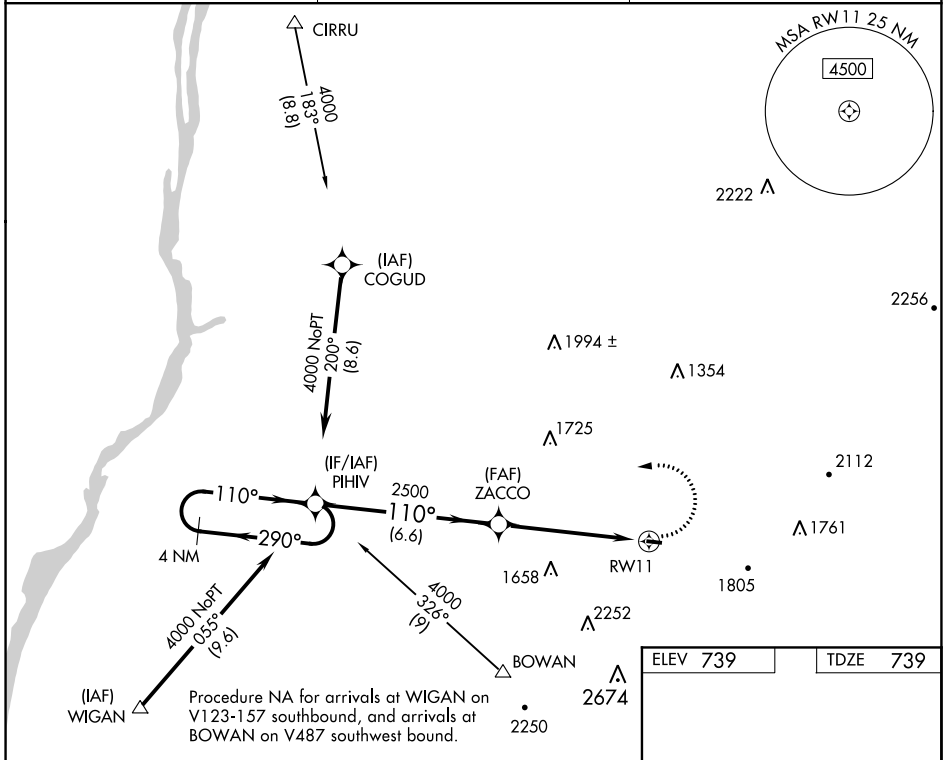 CIRRU
4000
183°
(8.8)
MSA RW11 25 NM
4500
2222
(IAF)
COGUD
2256
4000 NoPT
200°
(8.6)
1994 ±
1354
1725
(IF/IAF)
PIHIV
(FAF)
ZACCO
2112
110°
2500
110°
(6.6)
290°
4 NM
1761
RW11
1658
1805
4000 NoPT
055°
(9.6)
4000
326°
(9)
2252
BOWAN
2674
2250
(IAF)
WIGAN
Procedure NA for arrivals at WIGAN on
V123-157 southbound, and arrivals at
BOWAN on V487 southwest bound.
ELEV 739
TDZE 739